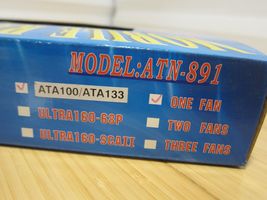 MODEL:ATN-891
ATA100/ATA133
ONE FAN
ULTRA160-68P
TWO FANS
ULTRA160-SCAII
THREE FANS